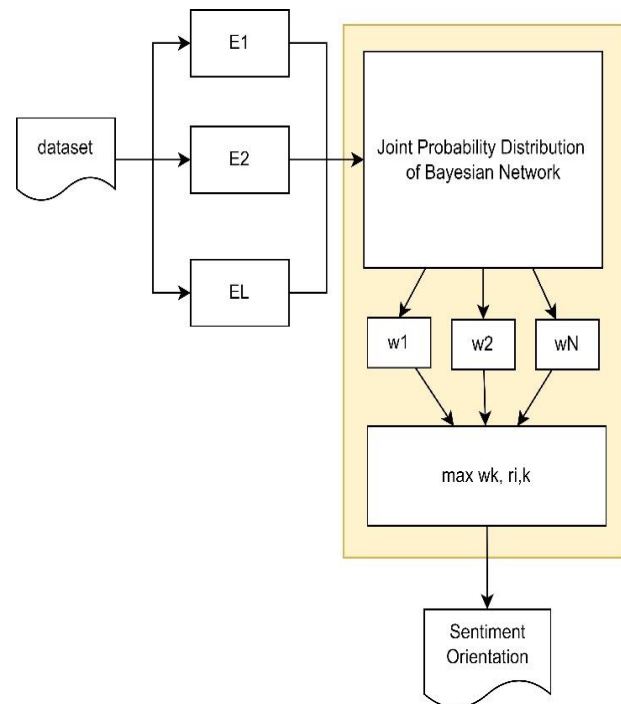 E1
dataset
E2
EL
Joint Probability Distribution
of Bayesian Network
w1
w2
wN
max wk, ri,k
Sentiment
Orientation